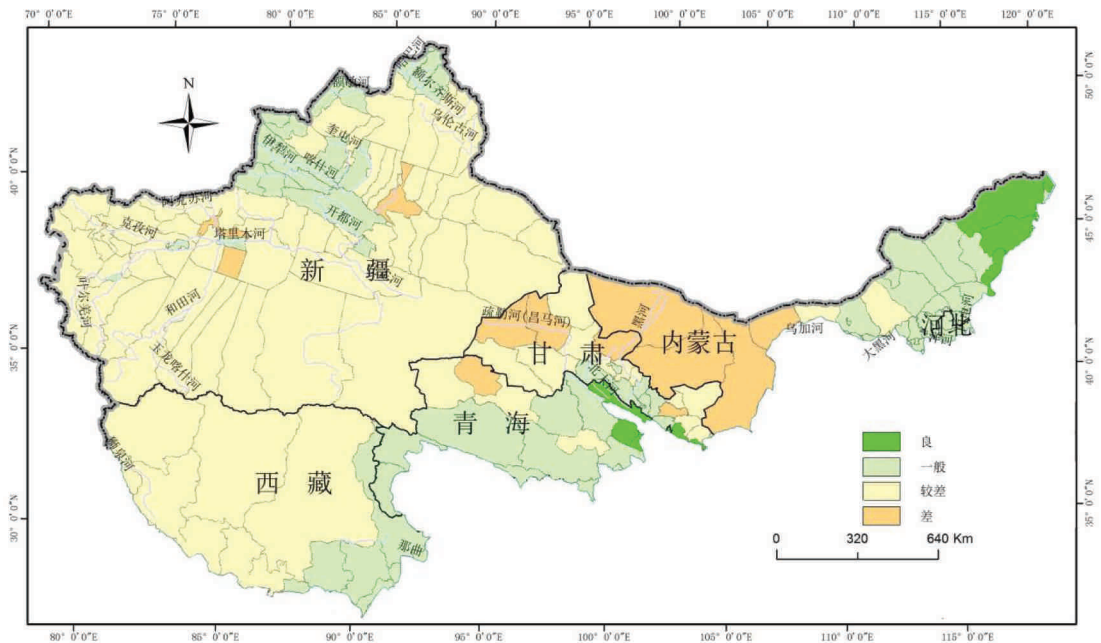 70° 0′0″E 75° 0′0″E 80° 0′0″E 85° 0′0″E 90° 0′0″E 95° 0′0″E 100° 0′0″E 105° 0′0″E 110° 0′0″E 115° 0′0″E 120° 0′0″E
N
额尔齐斯河
乌伦古河
奎屯河
伊犁河
喀什河
50° 0′0″N
40° 0′0″N
阿克苏河
开都河
克孜河
塔里木河
45° 0′0″N
新疆
叶尔羌河
和田河
疏勒河(昌马河)
黑河
乌加河
河北
大黑河
内蒙古
甘肃
35° 0′0″N
玉龙喀什河
40° 0′0″N
青海
良
狮泉河
西藏
一般
较差
30° 0′0″N
差
35° 0′0″N
那曲
0 320 640 Km
80° 0′0″E 85° 0′0″E 90° 0′0″E 95° 0′0″E 100° 0′0″E 105° 0′0″E 110° 0′0″E 115° 0′0″E